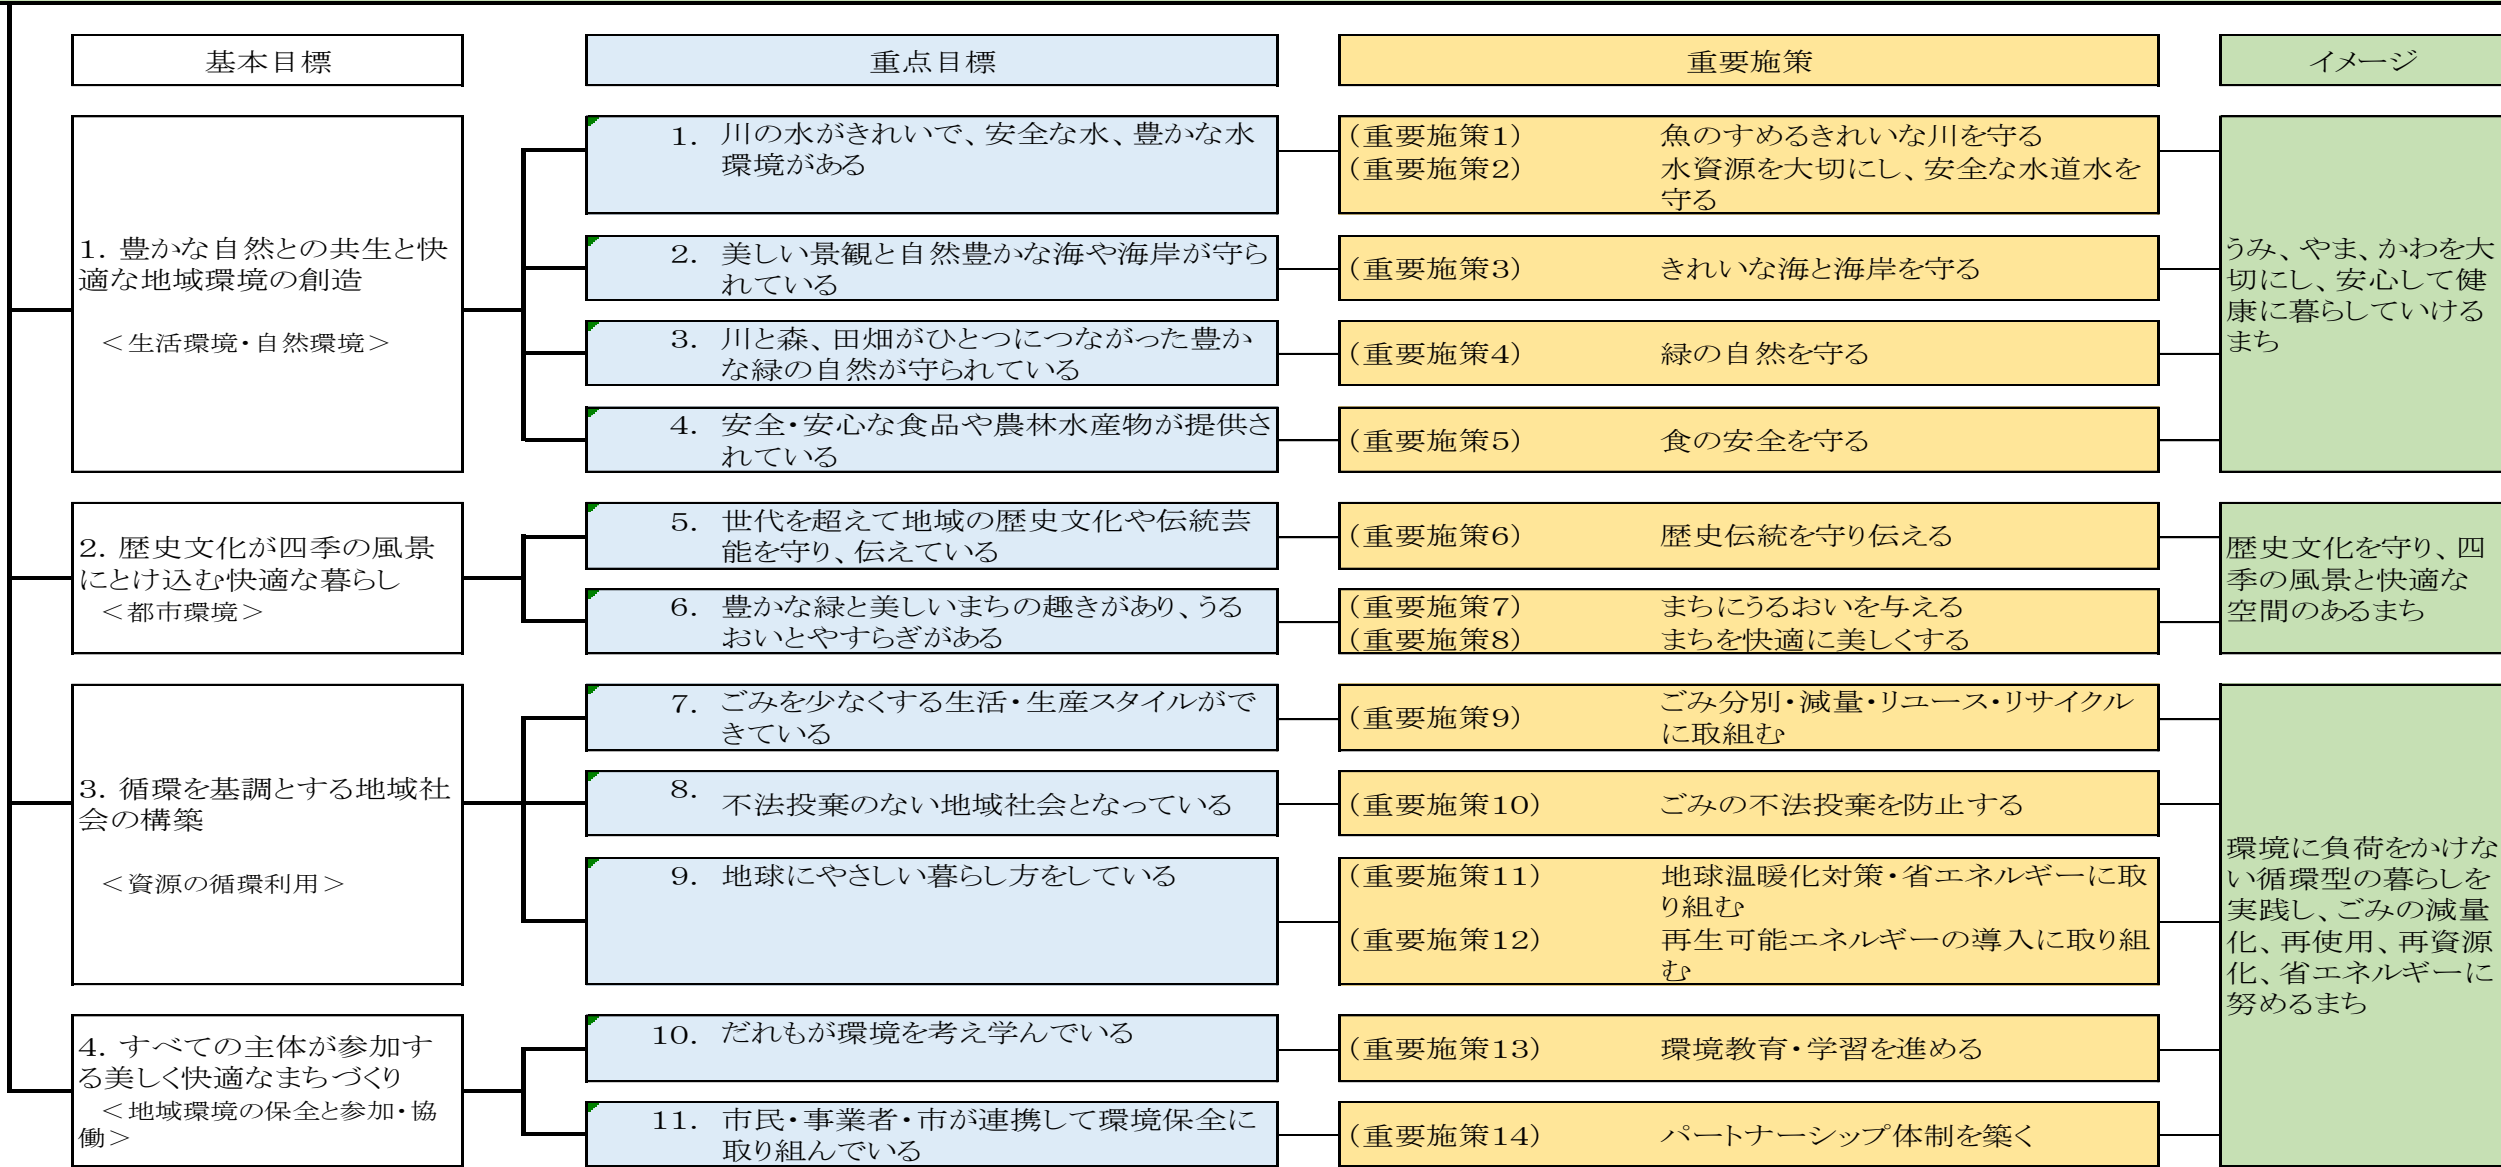 基本目標
重点目標
重要施策
イメージ
1. 豊かな自然との共生と快
適な地域環境の創造
＜生活環境・自然環境＞
1. 川の水がきれいで、安全な水、豊かな水
環境がある
（重要施策1） 魚のすめるきれいな川を守る
（重要施策2） 水資源を大切にし、安全な水道水を
守る
2. 美しい景観と自然豊かな海や海岸が守ら
れている
（重要施策3） きれいな海と海岸を守る
3. 川と森、田畑がひとつにつながった豊か
な緑の自然が守られている
（重要施策4） 緑の自然を守る
4. 安全・安心な食品や農林水産物が提供さ
れている
（重要施策5） 食の安全を守る
うみ、やま、かわを大
切にし、安心して健
康に暮らしていける
まち
2. 歴史文化が四季の風景
にとけ込む快適な暮らし
＜都市環境＞
5. 世代を超えて地域の歴史文化や伝統芸
能を守り、伝えている
（重要施策6） 歴史伝統を守り伝える
6. 豊かな緑と美しいまちの趣きがあり、うる
おいとやすらぎがある
（重要施策7） まちにうるおいを与える
（重要施策8） まちを快適に美しくする
歴史文化を守り、四
季の風景と快適な
空間のあるまち
3. 循環を基調とする地域社
会の構築
＜資源の循環利用＞
7. ごみを少なくする生活・生産スタイルがで
きている
（重要施策9） ごみ分別・減量・リユース・リサイクル
に取組む
8. 不法投棄のない地域社会となっている
（重要施策10） ごみの不法投棄を防止する
9. 地球にやさしい暮らし方をしている
（重要施策11） 地球温暖化対策・省エネルギーに取
り組む
（重要施策12） 再生可能エネルギーの導入に取り組
む
環境に負荷をかけな
い循環型の暮らしを
実践し、ごみの減量
化、再使用、再資源
化、省エネルギーに
努めるまち
4. すべての主体が参加す
る美しく快適なまちづくり
＜地域環境の保全と参加・協
働＞
10. だれもが環境を考え学んでいる
（重要施策13） 環境教育・学習を進める
11. 市民・事業者・市が連携して環境保全に
取り組んでいる
（重要施策14） パートナーシップ体制を築く